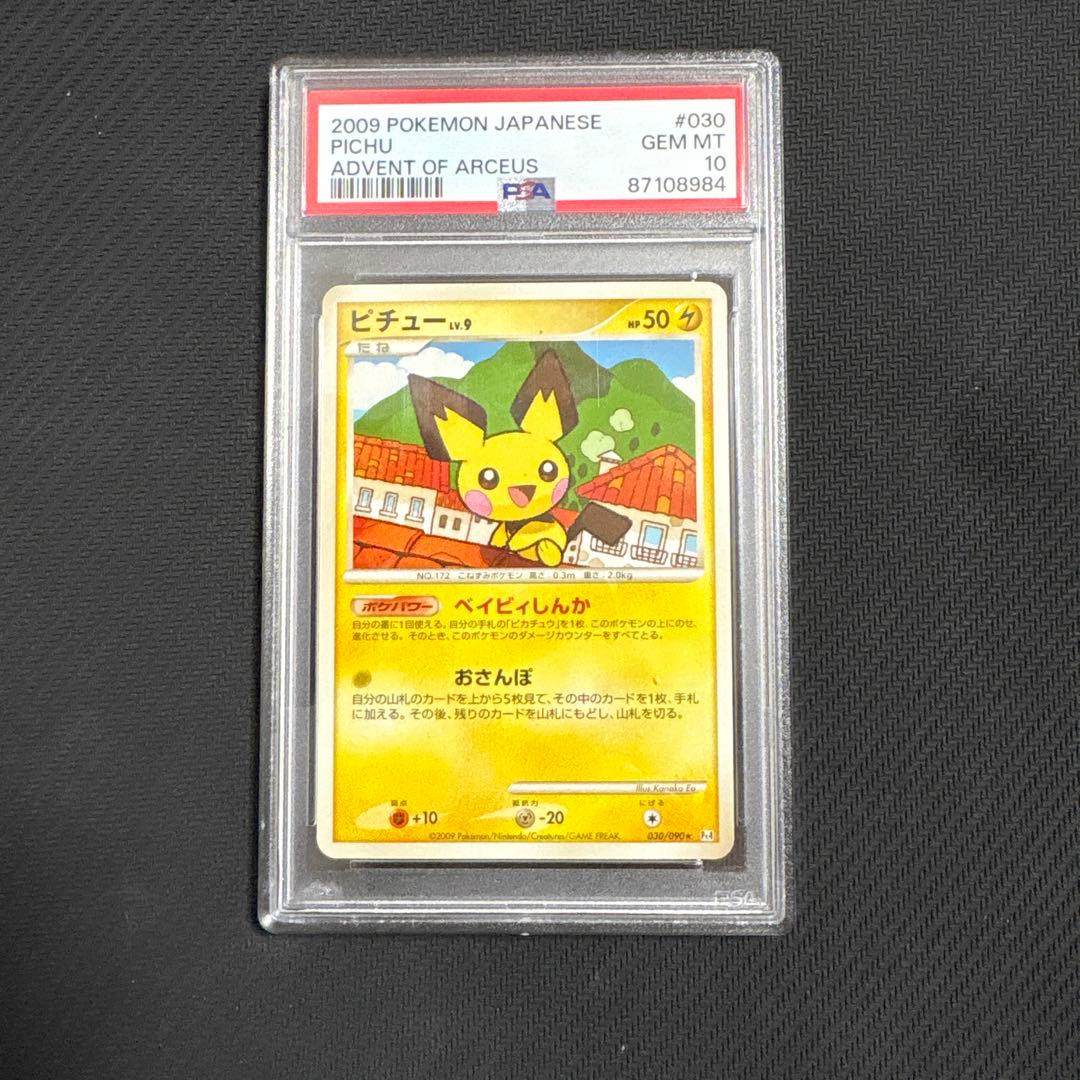 2009 POKEMON JAPANESE #030
PICHU GEM MT
ADVENT OF ARCEUS 10
PSA 87108984
ピチュー LV.9 HP 50
たね
NO.172 こねずみポケモン 高さ:0.3m 重さ:2.0kg
ポケパワー ベイビィしんか
自分の番に1回使える。自分の手札の「ピカチュウ」を1枚、このポケモンの上にのせ、
進化させる。そのとき、このポケモンのダメージカウンターをすべてとる。
おさんぽ
自分の山札のカードを上から5枚見て、その中のカードを1枚、手札
に加える。その後、残りのカードを山札にもどし、山札を切る。
Illus. Kanako Eo
弱点 抵抗力 にげる
+10 -20
©2009 Pokémon/Nintendo/Creatures/GAME FREAK. 030/090★ Pt4
PSA